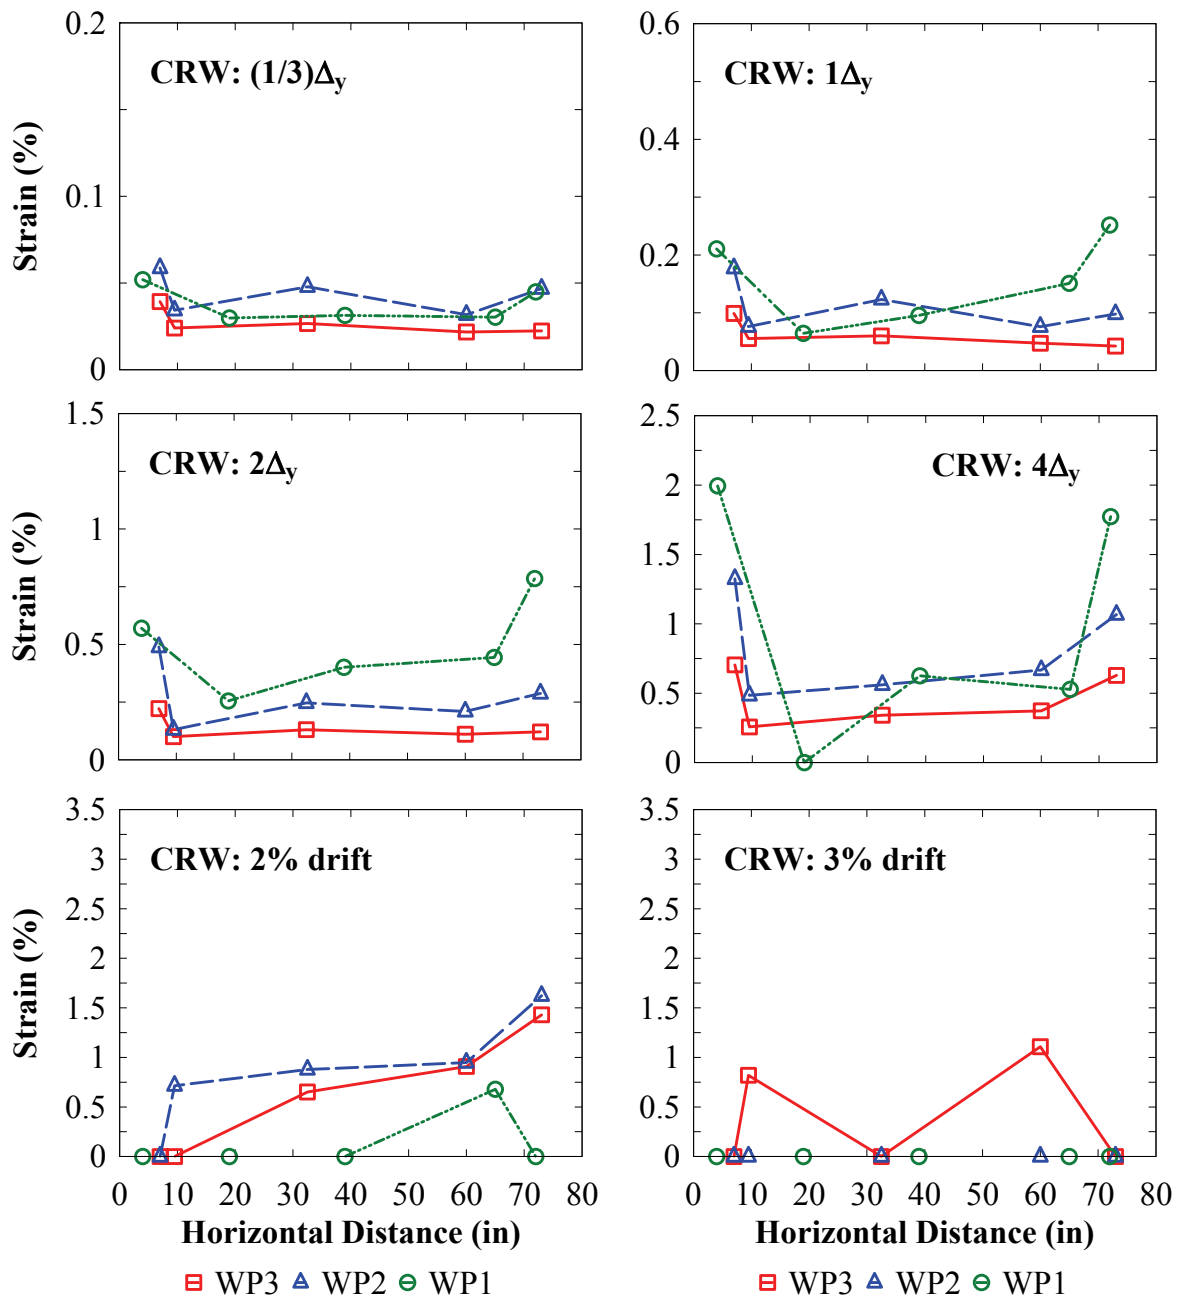 CRW: (1/3)Δy
Strain (%)
0.2
0.1
0
CRW: 1Δy
0.6
0.4
0.2
0
CRW: 2Δy
Strain (%)
1.5
1
0.5
0
CRW: 4Δy
2.5
2
1.5
1
0.5
0
CRW: 2% drift
Strain (%)
3.5
3
2.5
2
1.5
1
0.5
0
0 10 20 30 40 50 60 70 80
Horizontal Distance (in)
WP3 WP2 WP1
CRW: 3% drift
3.5
3
2.5
2
1.5
1
0.5
0
0 10 20 30 40 50 60 70 80
Horizontal Distance (in)
WP3 WP2 WP1